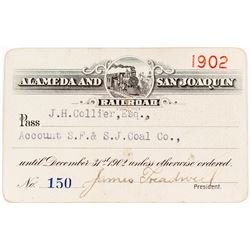 1902
ALAMEDA AND SAN JOAQUIN
RAILROAD
Pass J.H.Collier,Esq.,
Account S.F.& S.J.Coal Co.,
until December 31st 1902 unless otherwise ordered.
No. 150 James Treadwell
President.